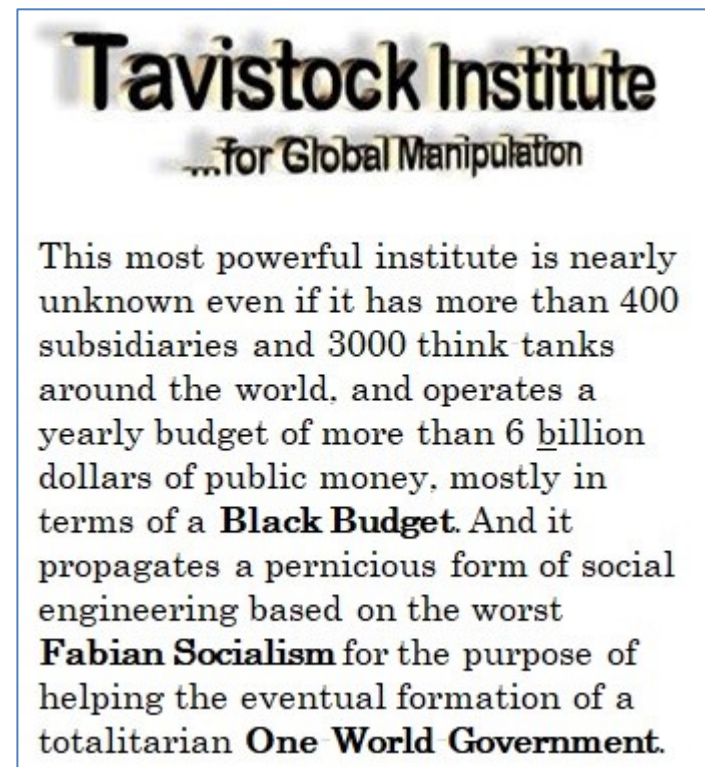 Tavistock Institute
....for Global Manipulation
This most powerful institute is nearly
unknown even if it has more than 400
subsidiaries and 3000 think tanks
around the world, and operates a
yearly budget of more than 6 billion
dollars of public money, mostly in
terms of a Black Budget. And it
propagates a pernicious form of social
engineering based on the worst
Fabian Socialism for the purpose of
helping the eventual formation of a
totalitarian One World Government.